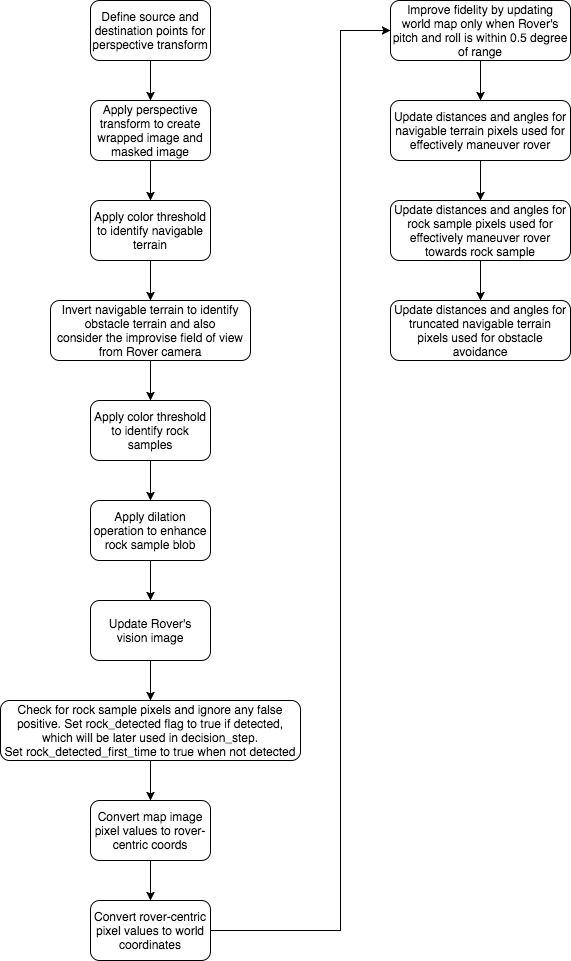 Define source and
destination points for
perspective transform
Apply perspective
transform to create
wrapped image and
masked image
Apply color threshold
to identify navigable
terrain
Invert navigable terrain to identify
obstacle terrain and also
consider the improvise field of view
from Rover camera
Apply color threshold
to identify rock
samples
Apply dilation
operation to enhance
rock sample blob
Update Rover's
vision image
Check for rock sample pixels and ignore any false
positive. Set rock_detected flag to true if detected,
which will be later used in decision_step.
Set rock_detected_first_time to true when not detected
Convert map image
pixel values to rover-
centric coords
Convert rover-centric
pixel values to world
coordinates
Improve fidelity by updating
world map only when Rover's
pitch and roll is within 0.5 degree
of range
Update distances and angles for
navigable terrain pixels used for
effectively maneuver rover
Update distances and angles for
rock sample pixels used for
effectively maneuver rover
towards rock sample
Update distances and angles for
truncated navigable terrain
pixels used for obstacle
avoidance